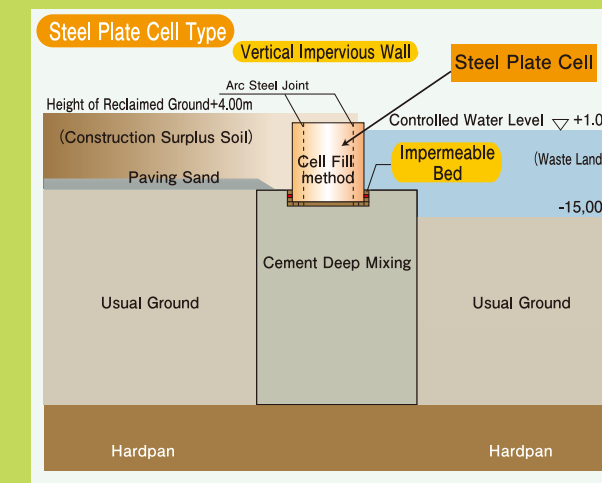 Steel Plate Cell Type
Vertical Impervious Wall
Steel Plate Cell
Arc Steel Joint
Height of Reclaimed Ground+4.00m
Controlled Water Level ▽ +1.0
(Construction Surplus Soil)
Cell Fill
method
Impermeable
Bed
(Waste Land
Paving Sand
-15,00
Cement Deep Mixing
Usual Ground
Usual Ground
Hardpan
Hardpan